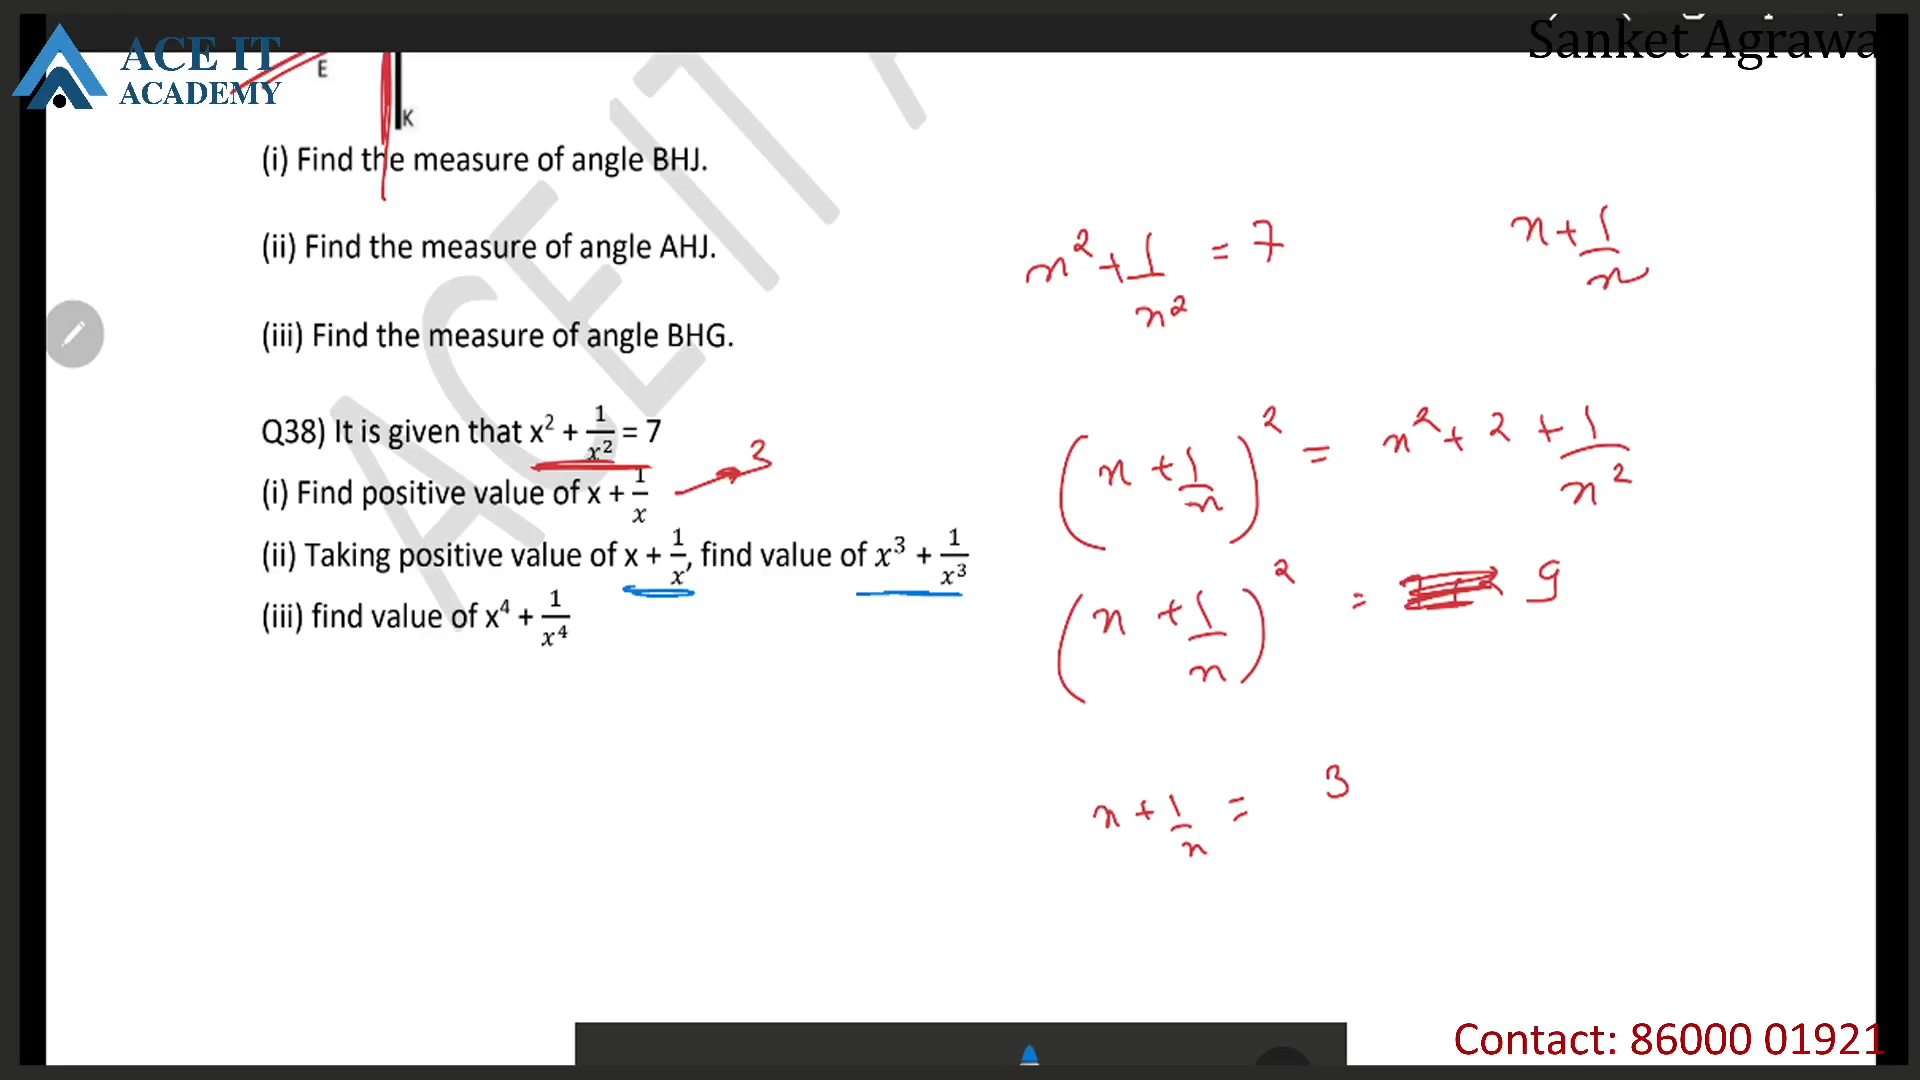 Sanket Agrawa
ACE IT
ACADEMY
E
K
(i) Find the measure of angle BHJ.
(ii) Find the measure of angle AHJ.
(iii) Find the measure of angle BHG.
Q38) It is given that x² + 1/x² = 7
(i) Find positive value of x + 1/x → 3
(ii) Taking positive value of x + 1/x, find value of x³ + 1/x³
(iii) find value of x⁴ + 1/x⁴
x² + 1/x² = 7
x + 1/x
(x + 1/x)² = x² + 2 + 1/x²
(x + 1/x)² = 9
x + 1/x = 3
ACE IT A
Contact: 86000 01921